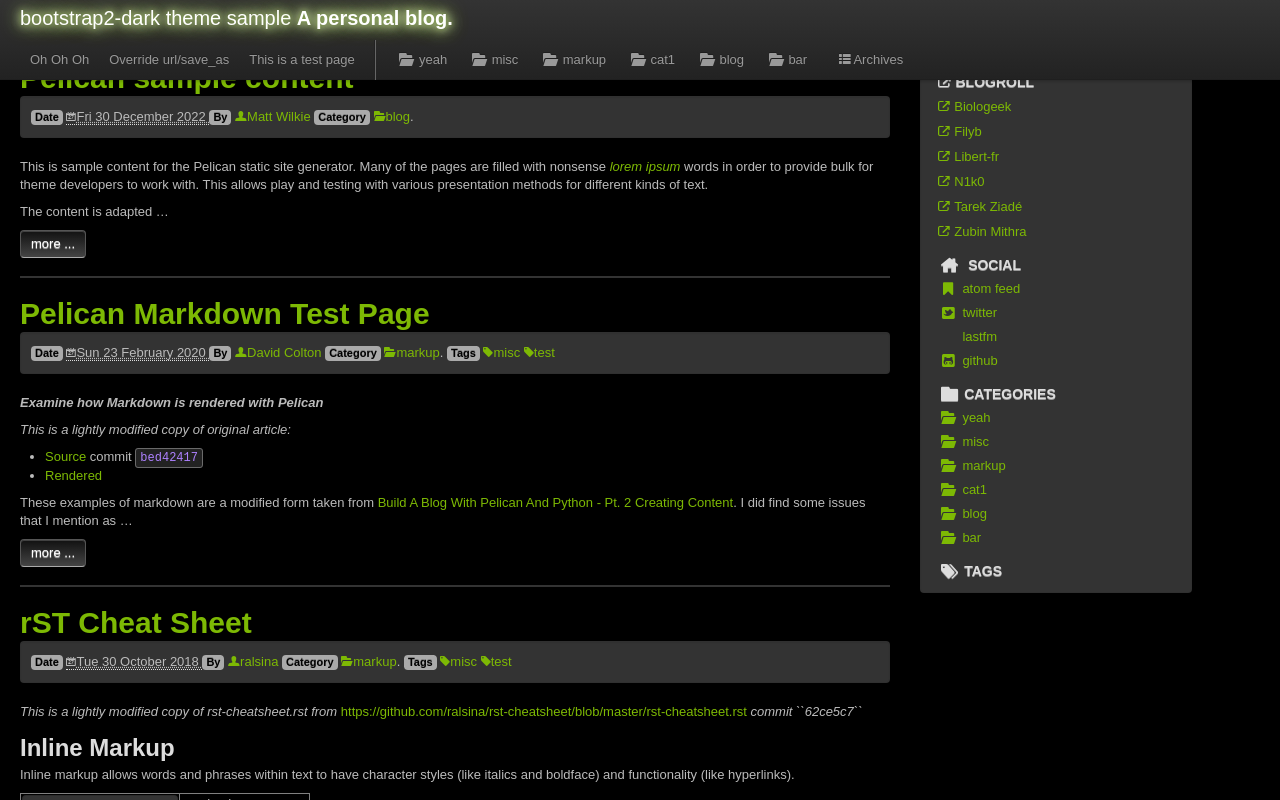 bootstrap2-dark theme sample A personal blog.
Oh Oh Oh Override url/save_as This is a test page yeah misc markup cat1 blog bar Archives
Pelican sample content
Date Fri 30 December 2022 By Matt Wilkie Category blog.
This is sample content for the Pelican static site generator. Many of the pages are filled with nonsense lorem ipsum words in order to provide bulk for
theme developers to work with. This allows play and testing with various presentation methods for different kinds of text.
The content is adapted …
more ...
Pelican Markdown Test Page
Date Sun 23 February 2020 By David Colton Category markup. Tags misc test
Examine how Markdown is rendered with Pelican
This is a lightly modified copy of original article:
Source commit bed42417
Rendered
These examples of markdown are a modified form taken from Build A Blog With Pelican And Python - Pt. 2 Creating Content. I did find some issues
that I mention as …
more ...
rST Cheat Sheet
Date Tue 30 October 2018 By ralsina Category markup. Tags misc test
This is a lightly modified copy of rst-cheatsheet.rst from https://github.com/ralsina/rst-cheatsheet/blob/master/rst-cheatsheet.rst commit ``62ce5c7``
Inline Markup
Inline markup allows words and phrases within text to have character styles (like italics and boldface) and functionality (like hyperlinks).
BLOGROLL
Biologeek
Filyb
Libert-fr
N1k0
Tarek Ziadé
Zubin Mithra
SOCIAL
atom feed
twitter
lastfm
github
CATEGORIES
yeah
misc
markup
cat1
blog
bar
TAGS